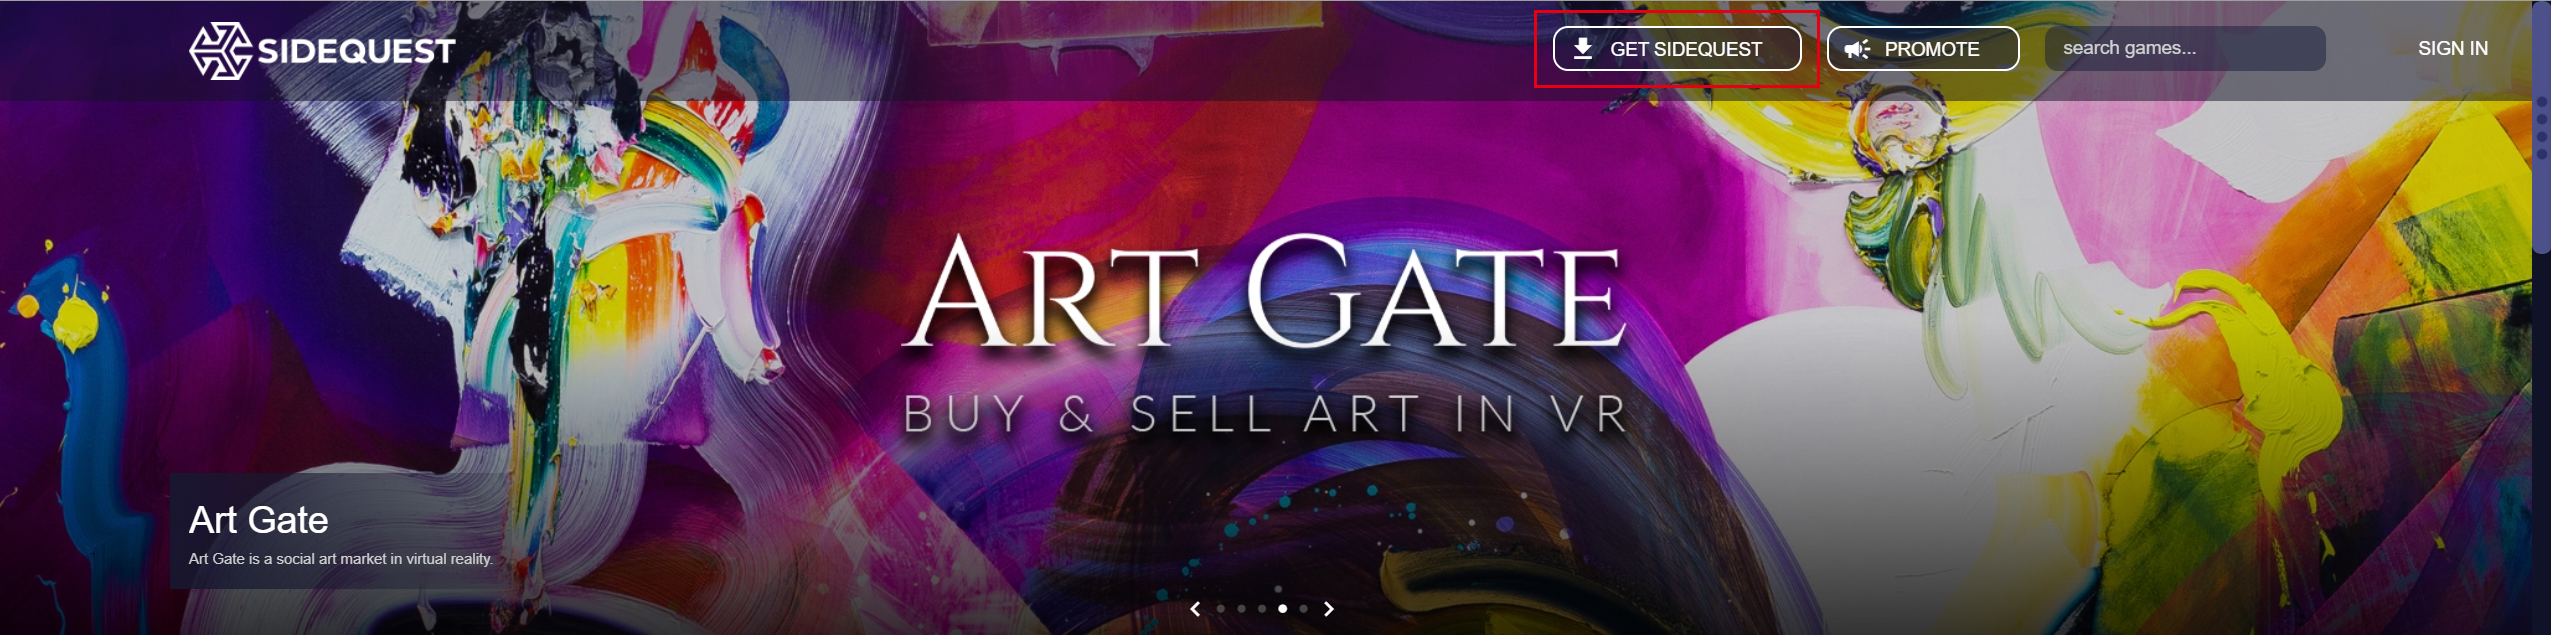 SIDEQUEST
GET SIDEQUEST
PROMOTE
search games...
SIGN IN
ART GATE
BUY & SELL ART IN VR
Art Gate
Art Gate is a social art market in virtual reality.